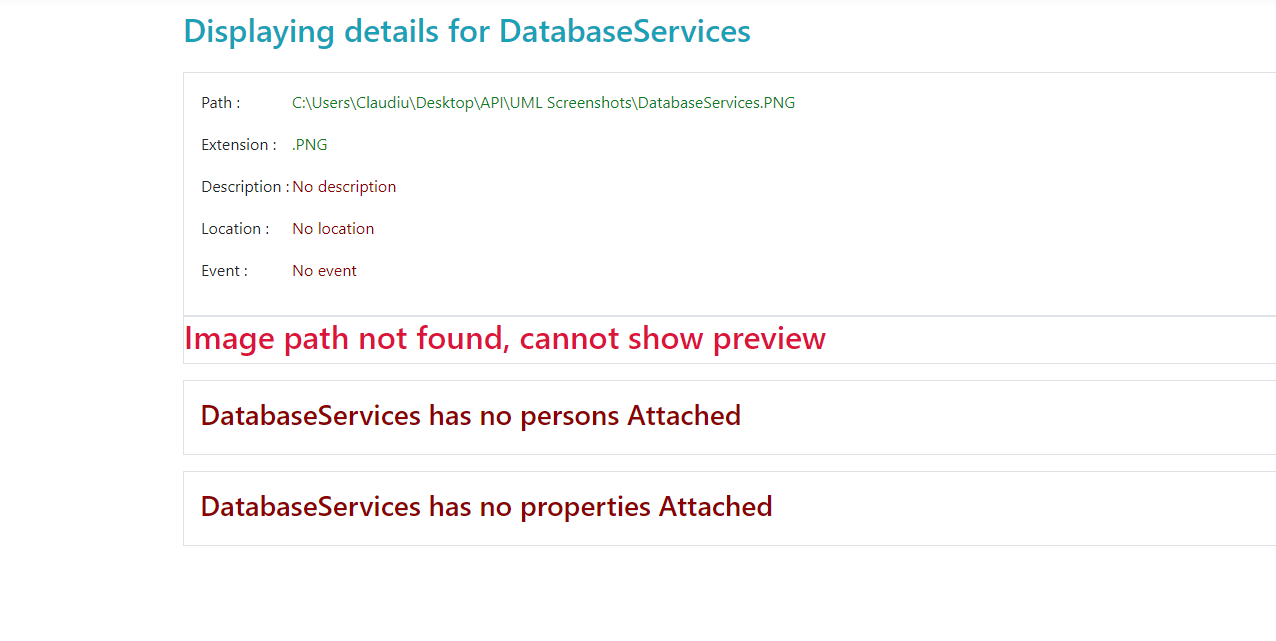 Displaying details for DatabaseServices
Path : C:\Users\Claudiu\Desktop\API\UML Screenshots\DatabaseServices.PNG
Extension : .PNG
Description : No description
Location : No location
Event : No event
Image path not found, cannot show preview
DatabaseServices has no persons Attached
DatabaseServices has no properties Attached